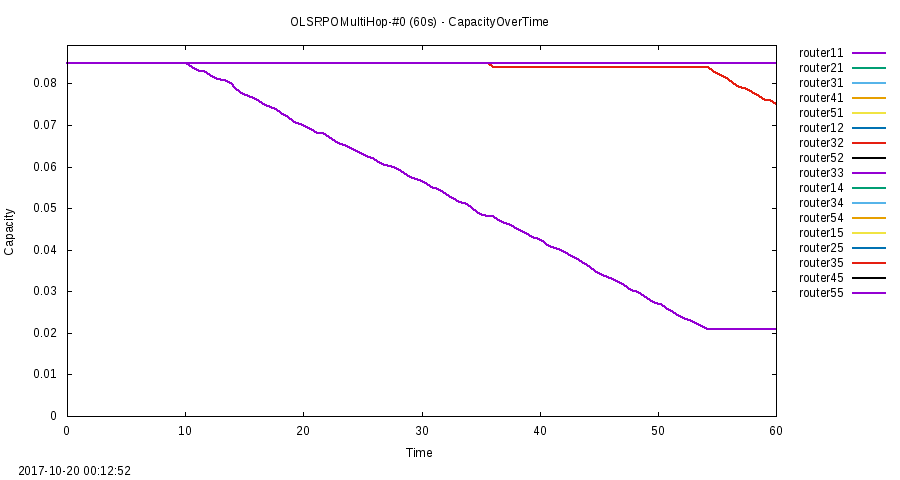 OLSRPOMultiHop-#0 (60s) - CapacityOverTime
router11
router21
router31
router41
router51
router12
router32
router52
router33
router14
router34
router54
router15
router25
router35
router45
router55
Capacity
0.08
0.07
0.06
0.05
0.04
0.03
0.02
0.01
0
0 10 20 30 40 50 60
Time
2017-10-20 00:12:52